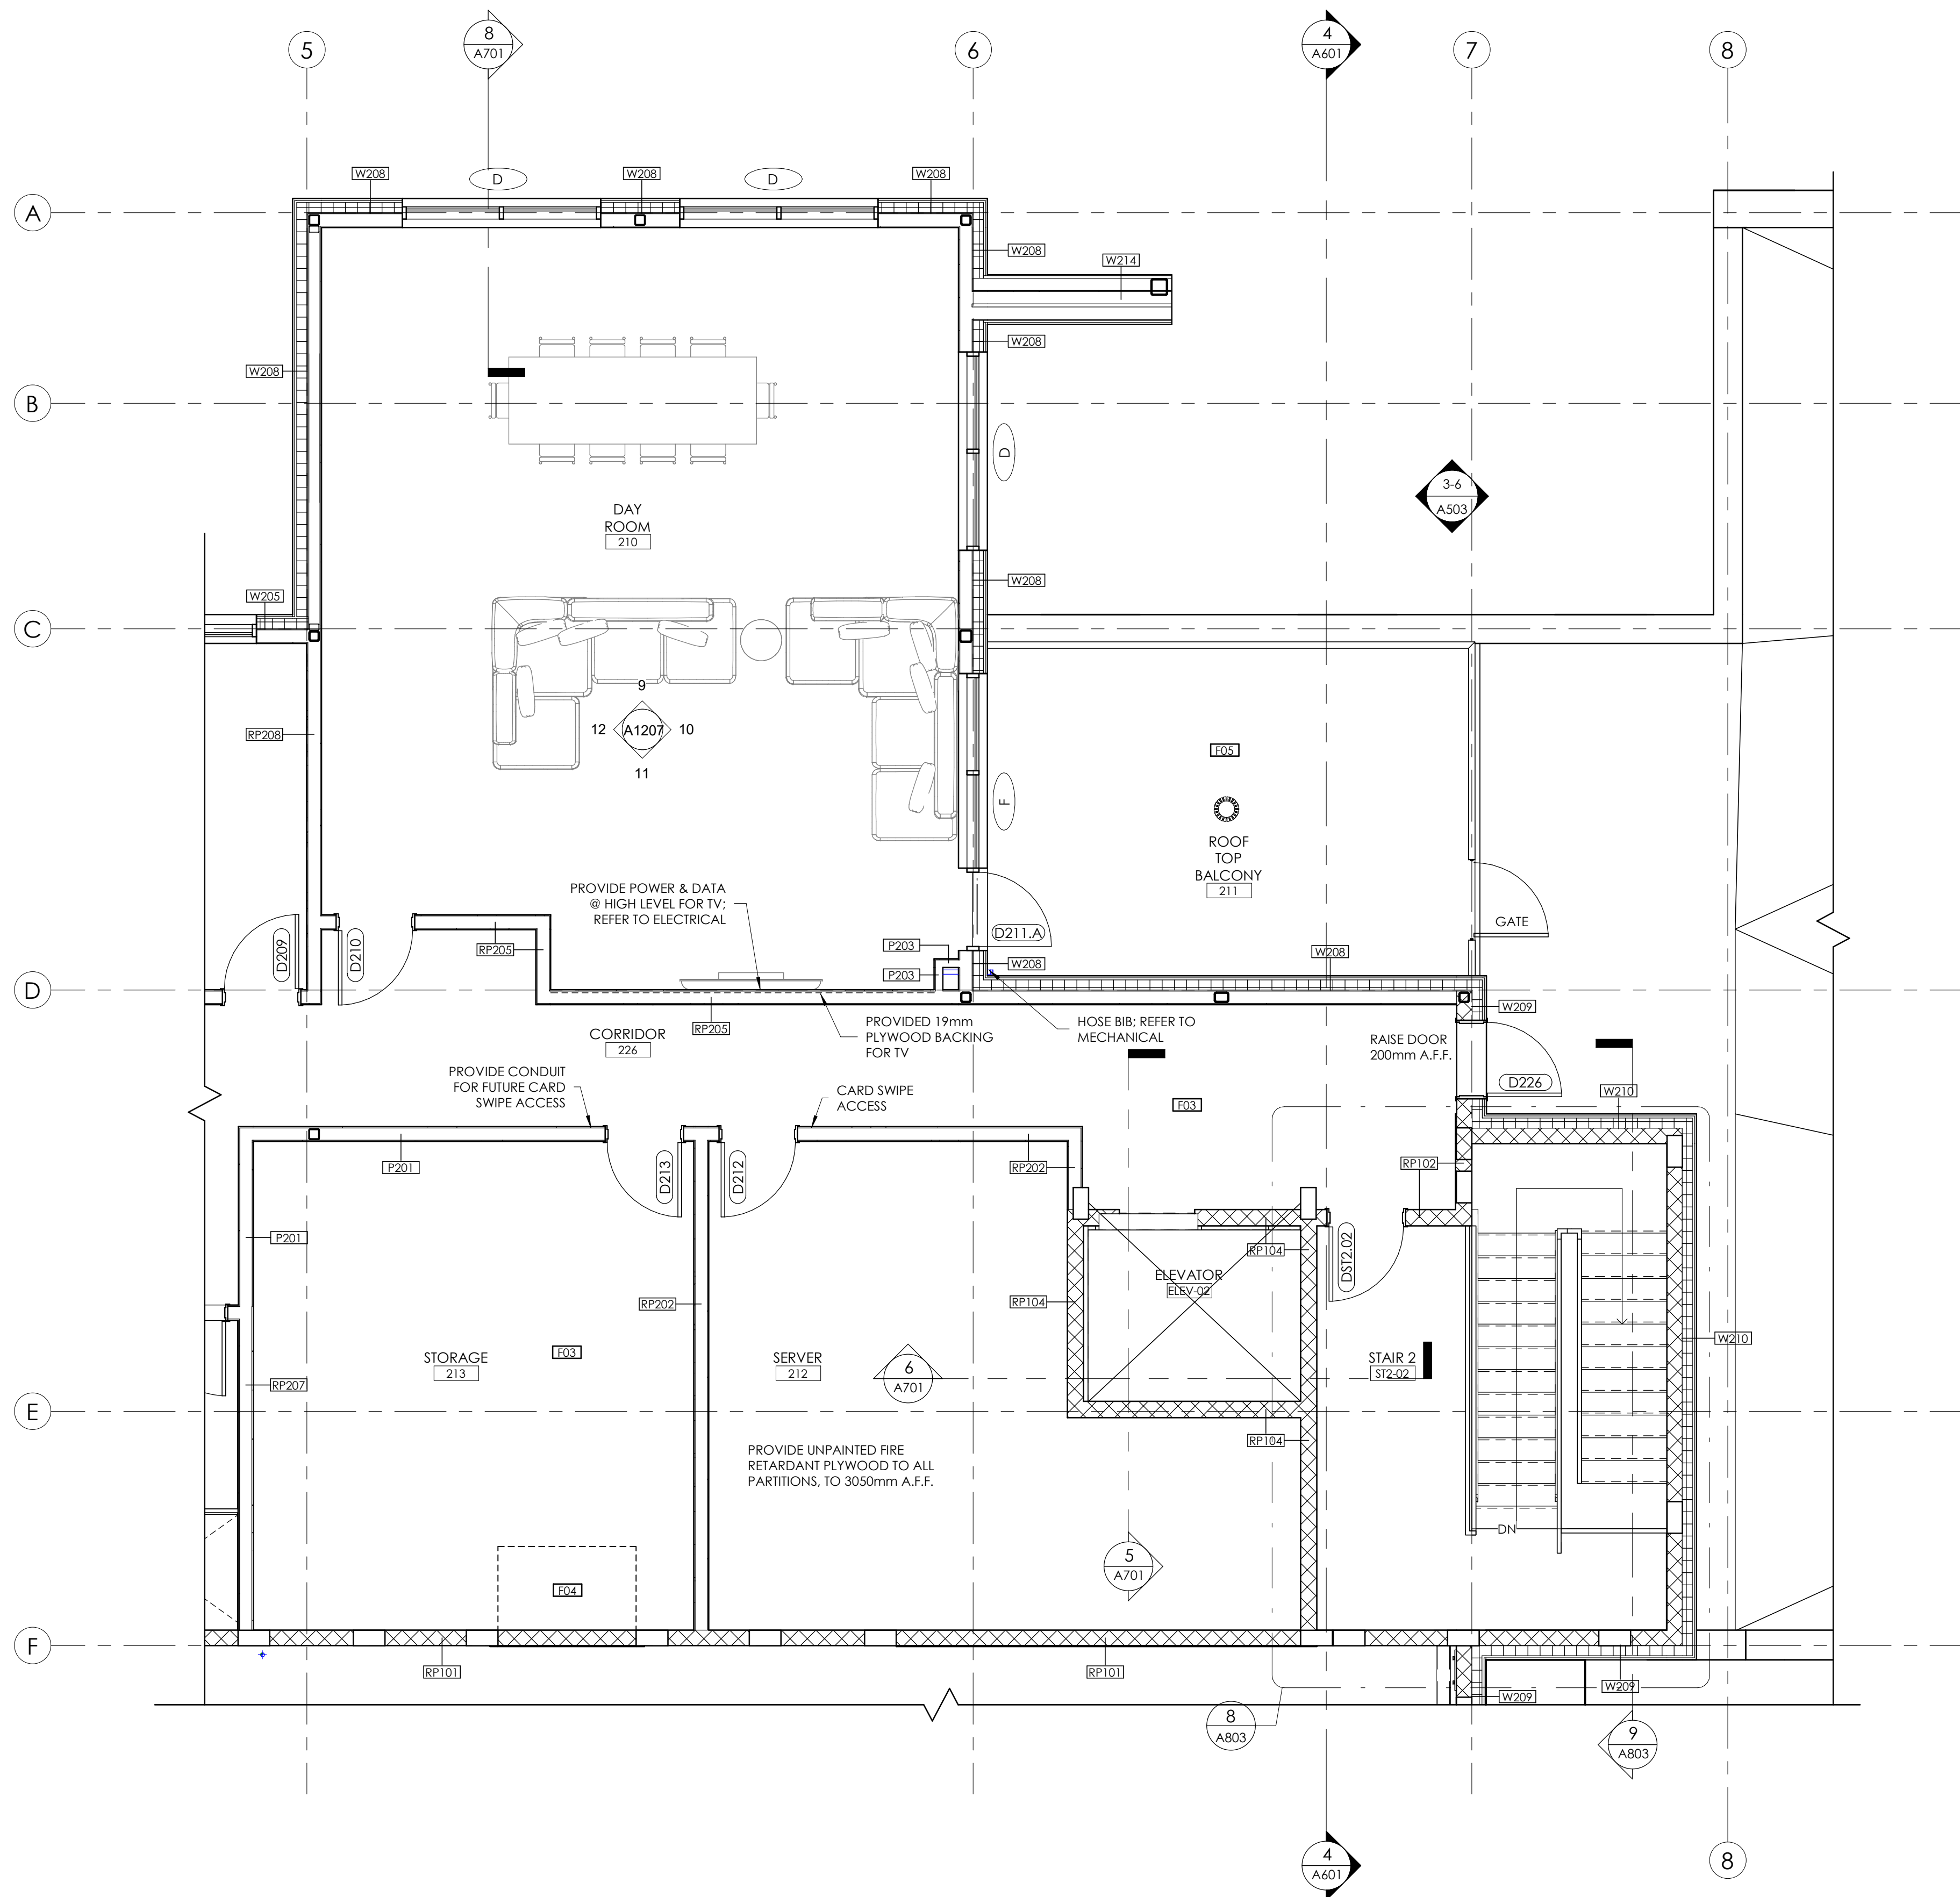 8
A701
4
A601
5
6
7
8
W208
D
W208
D
W208
A
W208
W214
W208
W208
B
D
3-6
A503
DAY
ROOM
210
W208
W205
C
9
12
A1207
10
11
RP208
F05
F
ROOF
TOP
BALCONY
211
PROVIDE POWER & DATA
@ HIGH LEVEL FOR TV;
REFER TO ELECTRICAL
GATE
D209
D210
RP205
P203
D211.A
W208
W208
P203
D
W209
RP205
CORRIDOR
226
PROVIDED 19mm
PLYWOOD BACKING
FOR TV
HOSE BIB; REFER TO
MECHANICAL
RAISE DOOR
200mm A.F.F.
PROVIDE CONDUIT
FOR FUTURE CARD
SWIPE ACCESS
CARD SWIPE
ACCESS
D226
W210
F03
P201
D213
D212
RP202
RP102
P201
RP104
DST2.02
ELEVATOR
ELEV-02
RP202
RP104
W210
STORAGE
213
F03
SERVER
212
6
A701
STAIR 2
ST2-02
RP207
E
RP104
PROVIDE UNPAINTED FIRE
RETARDANT PLYWOOD TO ALL
PARTITIONS, TO 3050mm A.F.F.
DN
5
A701
F04
F
RP101
RP101
W209
W209
8
A803
9
A803
4
A601
8